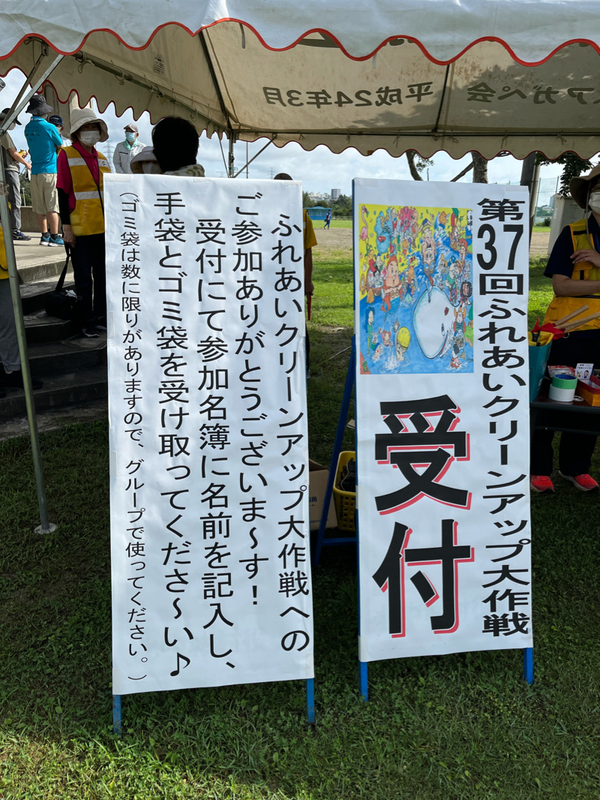 平成24年3月
アガペ会
第37回ふれあいクリーンアップ大作戦
受付
ふれあいクリーンアップ大作戦への
ご参加ありがとうございま～す！
受付にて参加名簿に名前を記入し、
手袋とゴミ袋を受け取ってくださ～い♪
（ゴミ袋は数に限りがありますので、グループで使ってください。）